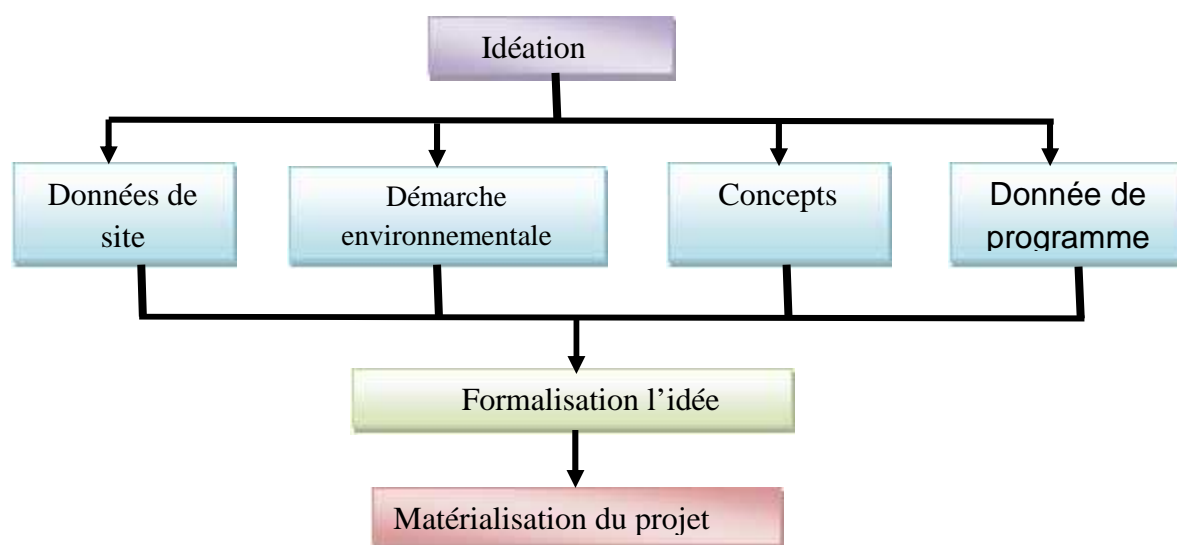 Idéation
Données de
site
Démarche
environnementale
Concepts
Donnée de
programme
Formalisation l’idée
Matérialisation du projet